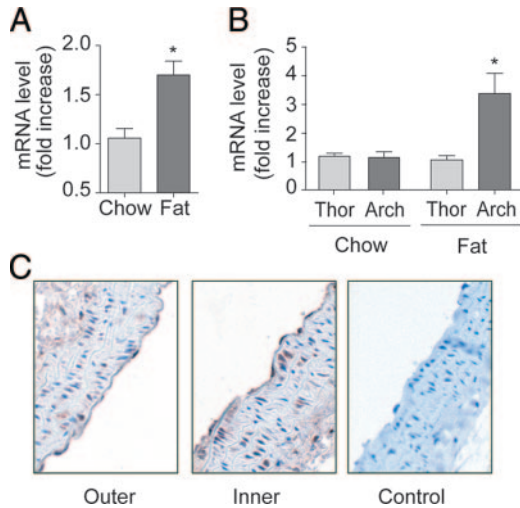 A
mRNA level
(fold increase)
2.0
1.5
1.0
0.5
*
Chow Fat
B
mRNA level
(fold increase)
5
4
3
2
1
0
*
Thor Arch Thor Arch
Chow Fat
C
Outer Inner Control